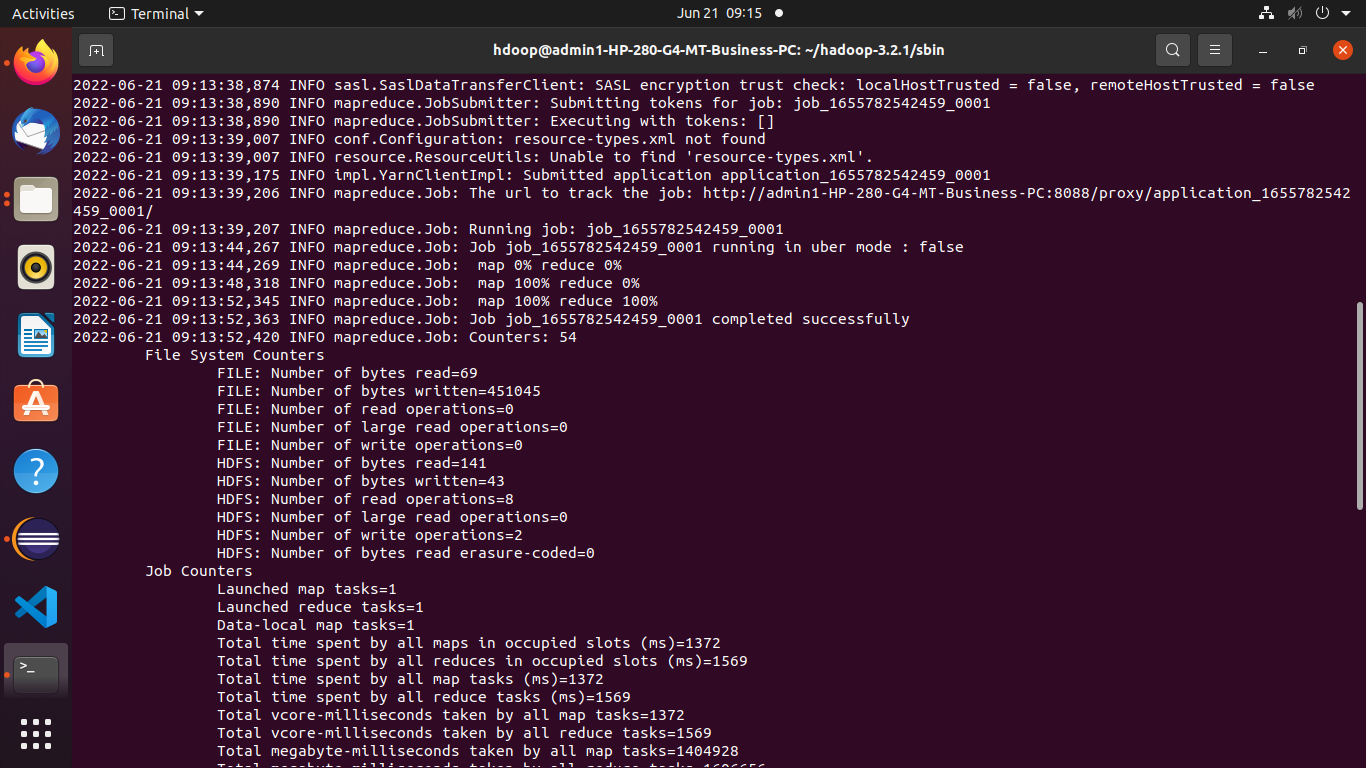 Activities
Terminal
Jun 21 09:15
hdoop@admin1-HP-280-G4-MT-Business-PC: ~/hadoop-3.2.1/sbin
2022-06-21 09:13:38,874 INFO sasl.SaslDataTransferClient: SASL encryption trust check: localHostTrusted = false, remoteHostTrusted = false
2022-06-21 09:13:38,890 INFO mapreduce.JobSubmitter: Submitting tokens for job: job_1655782542459_0001
2022-06-21 09:13:38,890 INFO mapreduce.JobSubmitter: Executing with tokens: []
2022-06-21 09:13:39,007 INFO conf.Configuration: resource-types.xml not found
2022-06-21 09:13:39,007 INFO resource.ResourceUtils: Unable to find 'resource-types.xml'.
2022-06-21 09:13:39,175 INFO impl.YarnClientImpl: Submitted application application_1655782542459_0001
2022-06-21 09:13:39,206 INFO mapreduce.Job: The url to track the job: http://admin1-HP-280-G4-MT-Business-PC:8088/proxy/application_1655782542
459_0001/
2022-06-21 09:13:39,207 INFO mapreduce.Job: Running job: job_1655782542459_0001
2022-06-21 09:13:44,267 INFO mapreduce.Job: Job job_1655782542459_0001 running in uber mode : false
2022-06-21 09:13:44,269 INFO mapreduce.Job:  map 0% reduce 0%
2022-06-21 09:13:48,318 INFO mapreduce.Job:  map 100% reduce 0%
2022-06-21 09:13:52,345 INFO mapreduce.Job:  map 100% reduce 100%
2022-06-21 09:13:52,363 INFO mapreduce.Job: Job job_1655782542459_0001 completed successfully
2022-06-21 09:13:52,420 INFO mapreduce.Job: Counters: 54
File System Counters
FILE: Number of bytes read=69
FILE: Number of bytes written=451045
FILE: Number of read operations=0
FILE: Number of large read operations=0
FILE: Number of write operations=0
HDFS: Number of bytes read=141
HDFS: Number of bytes written=43
HDFS: Number of read operations=8
HDFS: Number of large read operations=0
HDFS: Number of write operations=2
HDFS: Number of bytes read erasure-coded=0
Job Counters
Launched map tasks=1
Launched reduce tasks=1
Data-local map tasks=1
Total time spent by all maps in occupied slots (ms)=1372
Total time spent by all reduces in occupied slots (ms)=1569
Total time spent by all map tasks (ms)=1372
Total time spent by all reduce tasks (ms)=1569
Total vcore-milliseconds taken by all map tasks=1372
Total vcore-milliseconds taken by all reduce tasks=1569
Total megabyte-milliseconds taken by all map tasks=1404928
Total megabyte-milliseconds taken by all reduce tasks=1606656